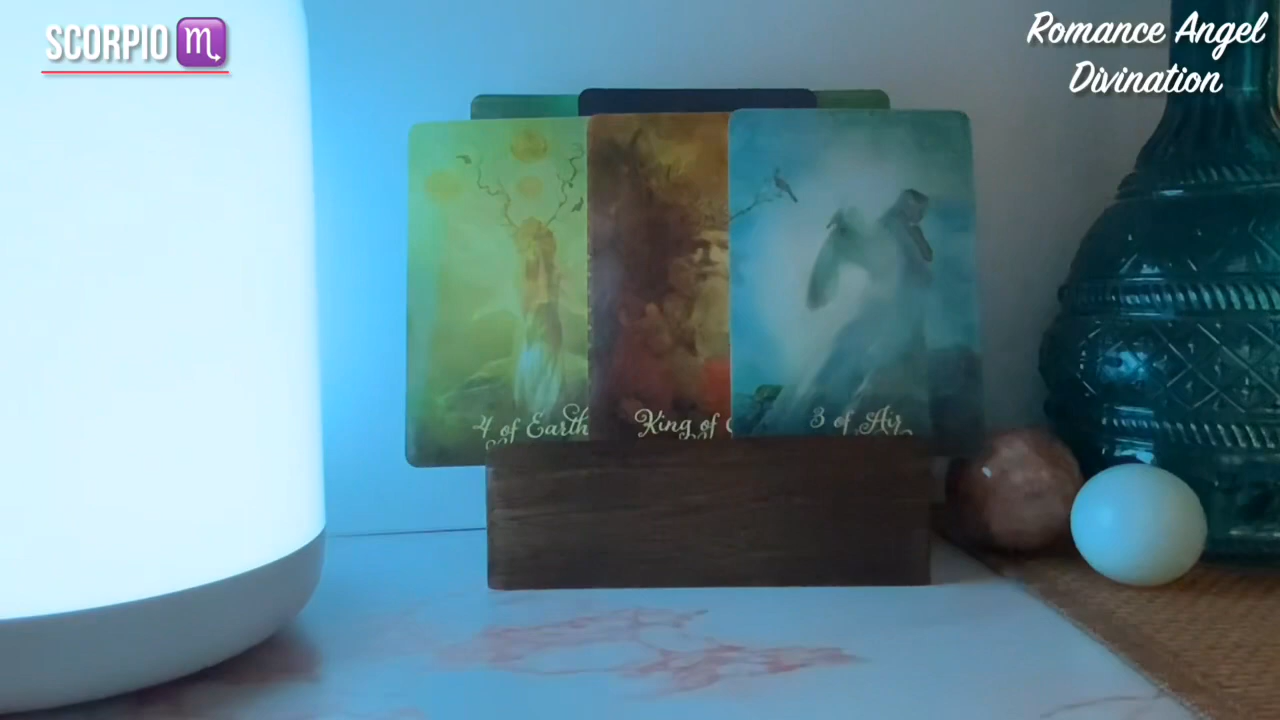 SCORPIO ♏
Romance Angel
Divination
4 of Earth
King of
3 of Air